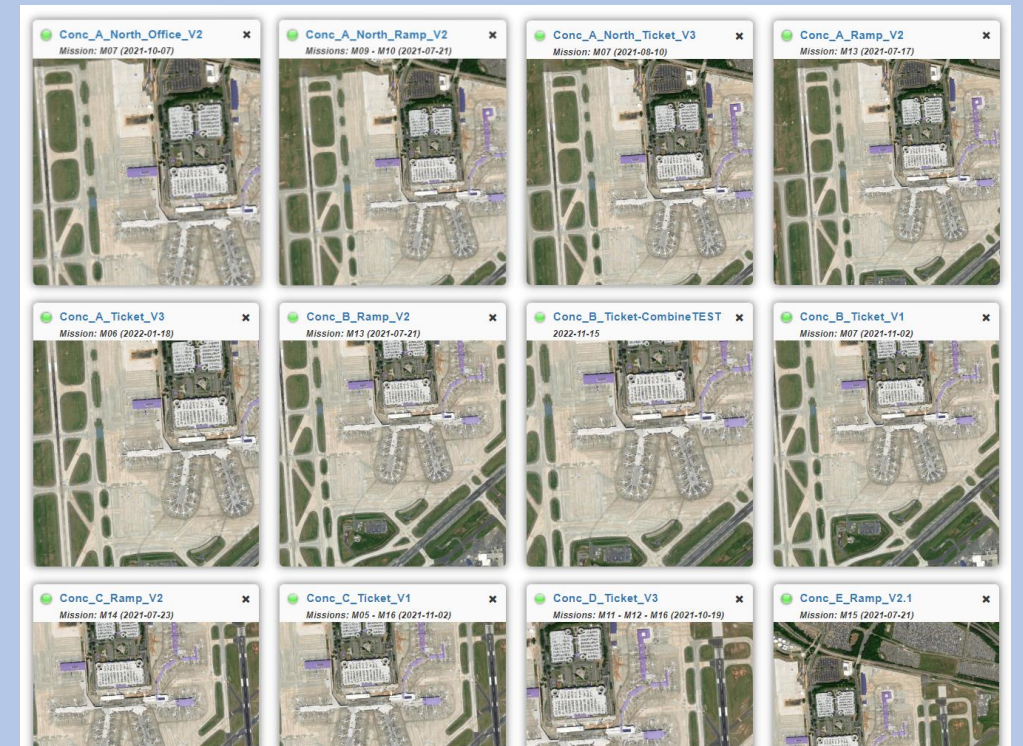 Conc_A_North_Office_V2
Mission: M07 (2021-10-07)
Conc_A_North_Ramp_V2
Missions: M09 - M10 (2021-07-21)
Conc_A_North_Ticket_V3
Mission: M07 (2021-08-10)
Conc_A_Ramp_V2
Mission: M13 (2021-07-17)
Conc_A_Ticket_V3
Mission: M06 (2022-01-18)
Conc_B_Ramp_V2
Mission: M13 (2021-07-21)
Conc_B_Ticket-CombineTEST
2022-11-15
Conc_B_Ticket_V1
Mission: M07 (2021-11-02)
Conc_C_Ramp_V2
Mission: M14 (2021-07-23)
Conc_C_Ticket_V1
Missions: M05 - M16 (2021-11-02)
Conc_D_Ticket_V3
Missions: M11 - M12 - M16 (2021-10-19)
Conc_E_Ramp_V2.1
Mission: M15 (2021-07-21)